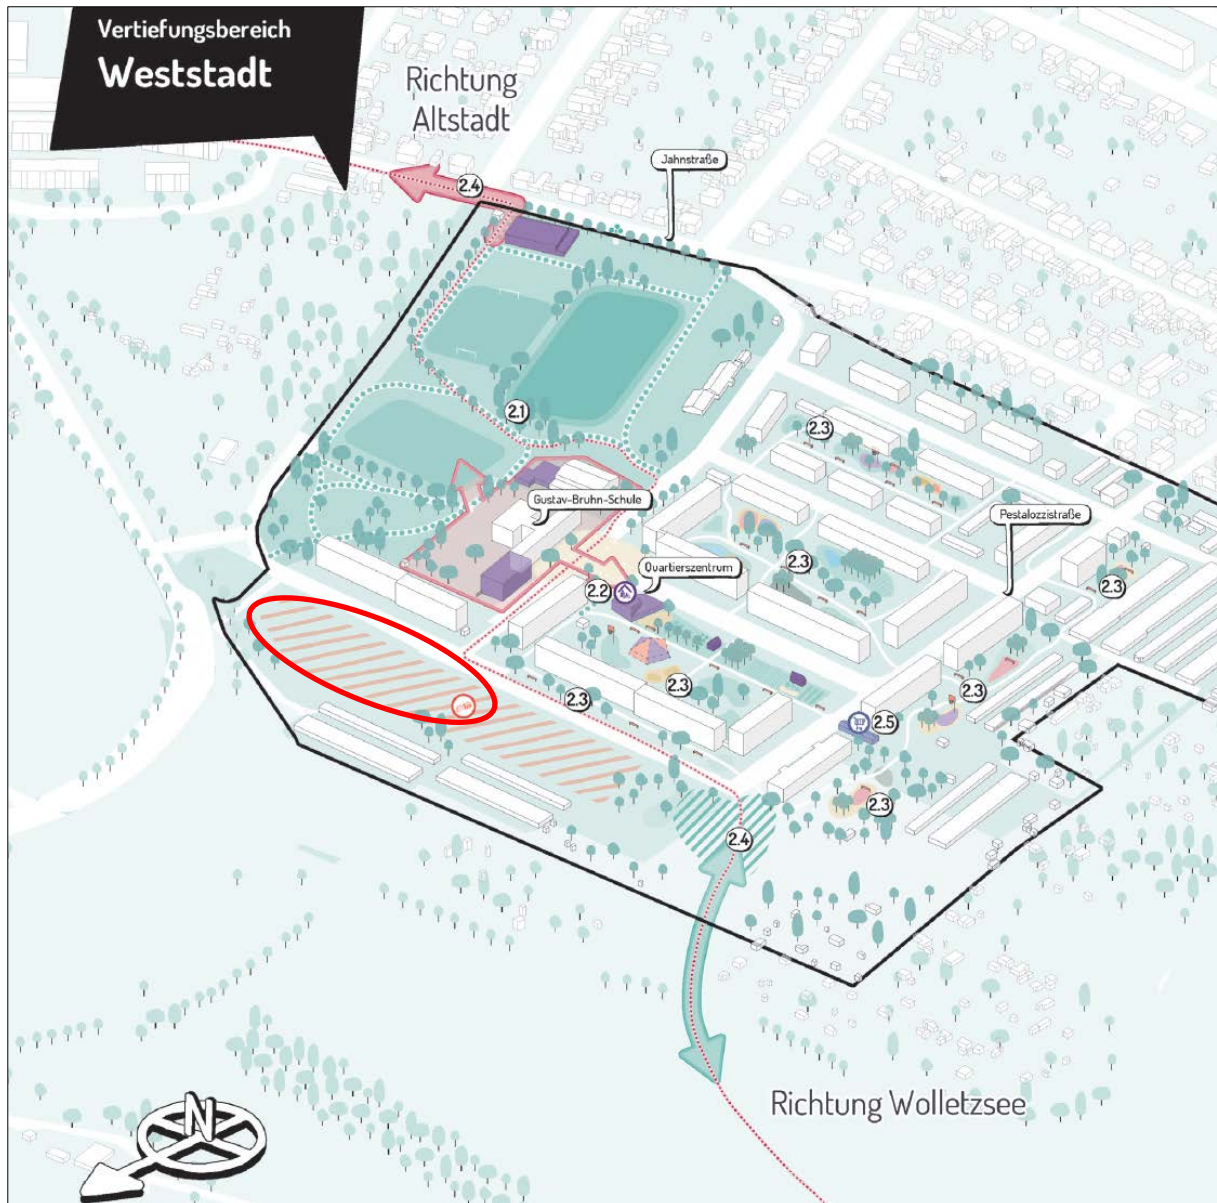 Vertiefungsbereich
Weststadt
Richtung
Altstadt
Jahnstraße
2.4
2.1
2.3
Gustav-Bruhn-Schule
Pestalozzistraße
Quartierszentrum
2.3
2.3
2.2
2.3
2.3
2.3
2.5
2.3
2.4
Richtung Wolletzsee
N